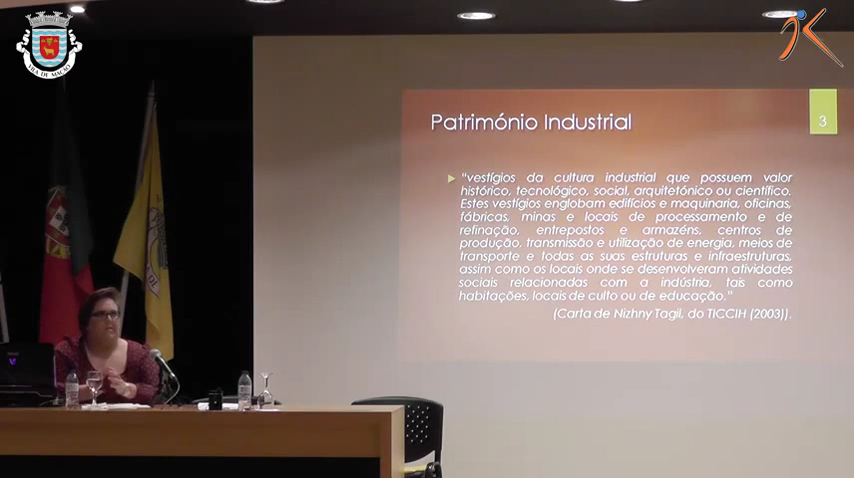 VILA DE MAÇÃO
Património Industrial
3
“vestígios da cultura industrial que possuem valor
histórico, tecnológico, social, arquitetónico ou científico.
Estes vestígios englobam edifícios e maquinaria, oficinas,
fábricas, minas e locais de processamento e de
refinação, entrepostos e armazéns, centros de
produção, transmissão e utilização de energia, meios de
transporte e todas as suas estruturas e infraestruturas,
assim como os locais onde se desenvolveram atividades
sociais relacionadas com a indústria, tais como
habitações, locais de culto ou de educação.”
(Carta de Nizhny Tagil, do TICCIH (2003)).